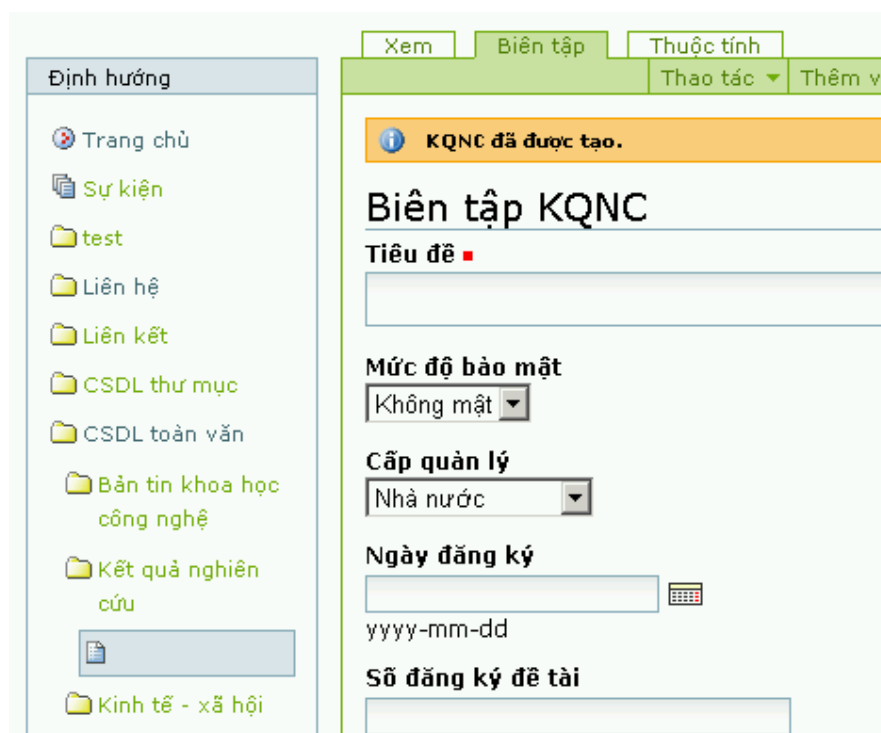 Xem
Biên tập
Thuộc tính
Định hướng
Thao tác
Thêm
Trang chủ
Sự kiện
test
Liên hệ
Liên kết
CSDL thư mục
CSDL toàn văn
Bản tin khoa học
công nghệ
Kết quả nghiên
cứu
Kinh tế - xã hội
KQNC đã được tạo.
Biên tập KQNC
Tiêu đề
Mức độ bảo mật
Không mật
Cấp quản lý
Nhà nước
Ngày đăng ký
yyyy-mm-dd
Số đăng ký đề tài